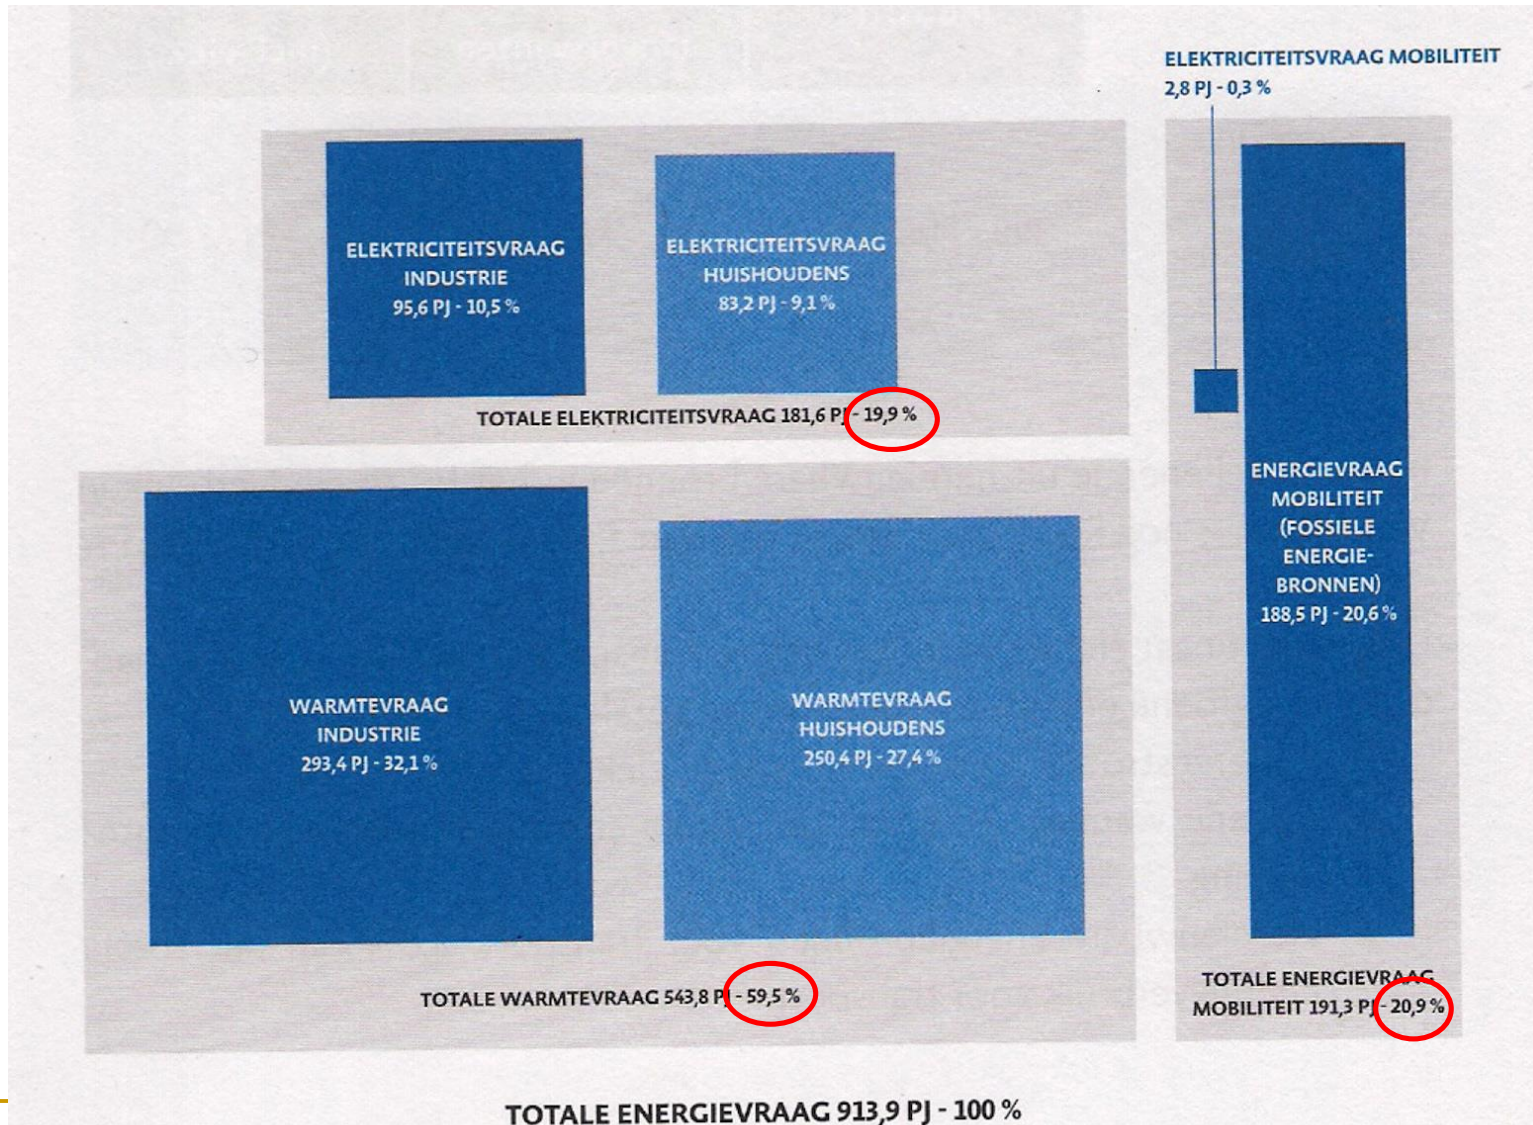 ELEKTRICITEITSVRAAG MOBILITEIT
2,8 PJ - 0,3 %
ELEKTRICITEITSVRAAG
INDUSTRIE
95,6 PJ - 10,5 %
ELEKTRICITEITSVRAAG
HUISHOUDENS
83,2 PJ - 9,1 %
TOTALE ELEKTRICITEITSVRAAG 181,6 PJ - 19,9 %
ENERGIEVRAAG
MOBILITEIT
(FOSSIELE
ENERGIE-
BRONNEN)
188,5 PJ - 20,6 %
WARMTEVRAAG
INDUSTRIE
293,4 PJ - 32,1 %
WARMTEVRAAG
HUISHOUDENS
250,4 PJ - 27,4 %
TOTALE WARMTEVRAAG 543,8 PJ - 59,5 %
TOTALE ENERGIEVRAAG
MOBILITEIT 191,3 PJ - 20,9 %
TOTALE ENERGIEVRAAG 913,9 PJ - 100 %